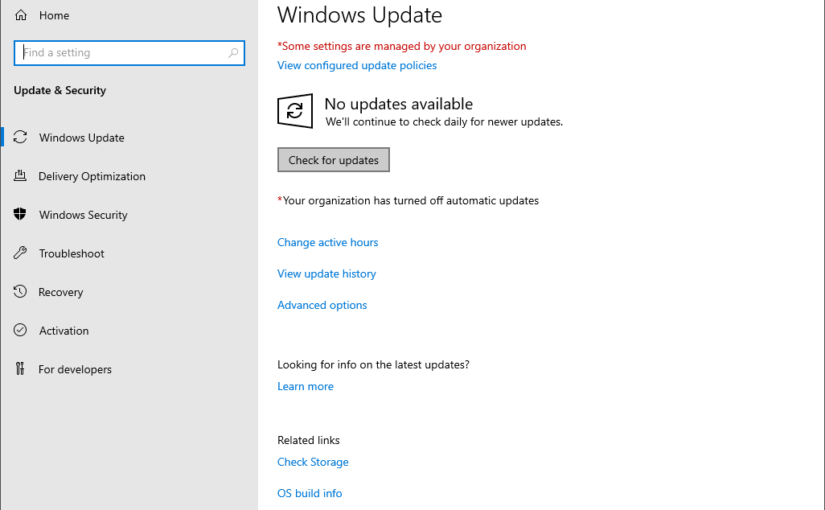 Home
Find a setting
Update & Security
Windows Update
Delivery Optimization
Windows Security
Troubleshoot
Recovery
Activation
For developers
Windows Update
*Some settings are managed by your organization
View configured update policies
No updates available
We'll continue to check daily for newer updates.
Check for updates
*Your organization has turned off automatic updates
Change active hours
View update history
Advanced options
Looking for info on the latest updates?
Learn more
Related links
Check Storage
OS build info